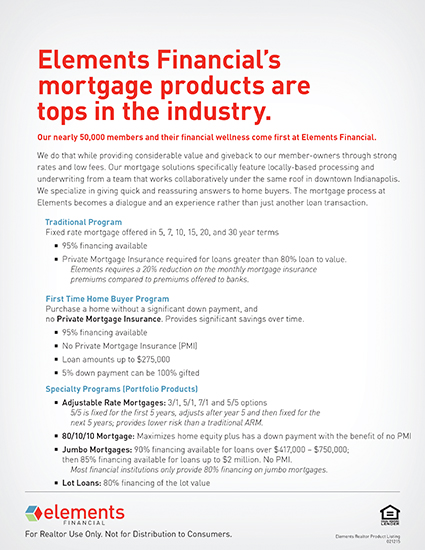 Elements Financial's
mortgage products are
tops in the industry.
Our nearly 50,000 members and their financial wellness come first at Elements Financial.
We do that while providing considerable value and giveback to our member-owners through strong
rates and low fees. Our mortgage solutions specifically feature locally-based processing and
underwriting from a team that works collaboratively under the same roof in downtown Indianapolis.
We specialize in giving quick and reassuring answers to home buyers. The mortgage process at
Elements becomes a dialogue and an experience rather than just another loan transaction.
Traditional Program
Fixed rate mortgage offered in 5, 7, 10, 15, 20, and 30 year terms
▪ 95% financing available
▪ Private Mortgage Insurance required for loans greater than 80% loan to value.
Elements requires a 20% reduction on the monthly mortgage insurance
premiums compared to premiums offered to banks.
First Time Home Buyer Program
Purchase a home without a significant down payment, and
no Private Mortgage Insurance. Provides significant savings over time.
▪ 95% financing available
▪ No Private Mortgage Insurance (PMI)
▪ Loan amounts up to $275,000
▪ 5% down payment can be 100% gifted
Specialty Programs (Portfolio Products)
▪ Adjustable Rate Mortgages: 3/1, 5/1, 7/1 and 5/5 options
5/5 is fixed for the first 5 years, adjusts after year 5 and then fixed for the
next 5 years; provides lower risk than a traditional ARM.
▪ 80/10/10 Mortgage: Maximizes home equity plus has a down payment with the benefit of no PMI
▪ Jumbo Mortgages: 90% financing available for loans over $417,000 – $750,000;
then 85% financing available for loans up to $2 million. No PMI.
Most financial institutions only provide 80% financing on jumbo mortgages.
▪ Lot Loans: 80% financing of the lot value
elements
FINANCIAL
For Realtor Use Only. Not for Distribution to Consumers.
LENDER
Elements Realtor Product Listing
021215